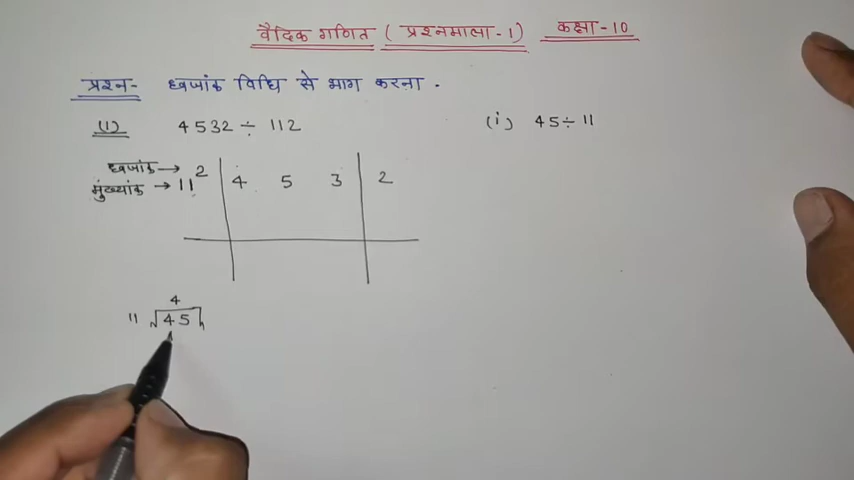 वैदिक गणित ( प्रश्नमाला - 1 ) कक्षा - 10
प्रश्न - ध्वजांक विधि से भाग करना .
(1) 4532 ÷ 112 (i) 45 ÷ 11
ध्वजांक → 2
मुख्यांक → 11 4 5 3 2
4
11 45